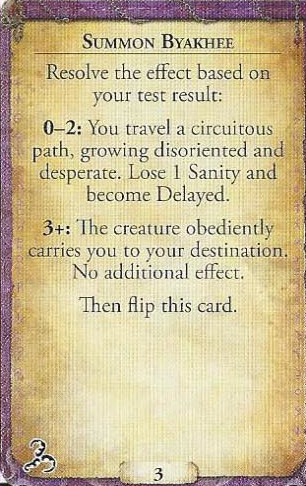 SUMMON BYAKHEE
Resolve the effect based on
your test result:
0–2: You travel a circuitous
path, growing disoriented and
desperate. Lose 1 Sanity and
become Delayed.
3+: The creature obediently
carries you to your destination.
No additional effect.
Then flip this card.
3